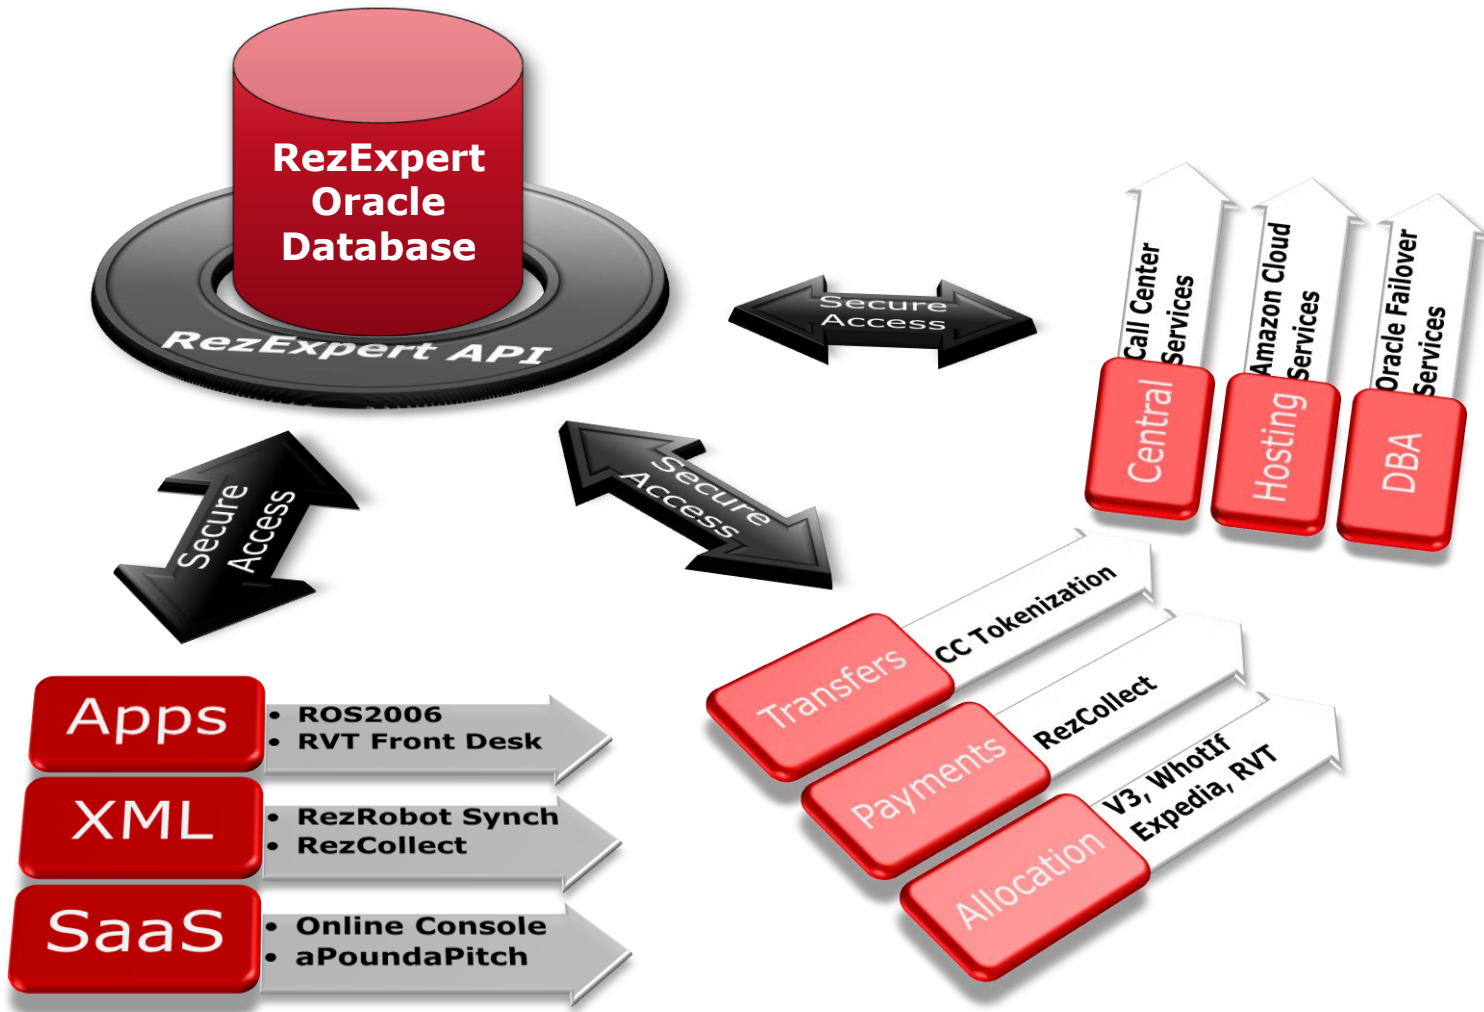 RezExpert
Oracle
Database
RezExpert API
Secure
Access
Call Center
Services
Central
Amazon Cloud
Services
Hosting
Oracle Failover
Services
DBA
Secure
Access
Secure
Access
Transfers
CC Tokenization
Payments
RezCollect
Allocation
V3, WhotIf
Expedia, RVT
Apps
• ROS2006
• RVT Front Desk
XML
• RezRobot Synch
• RezCollect
SaaS
• Online Console
• aPoundaPitch